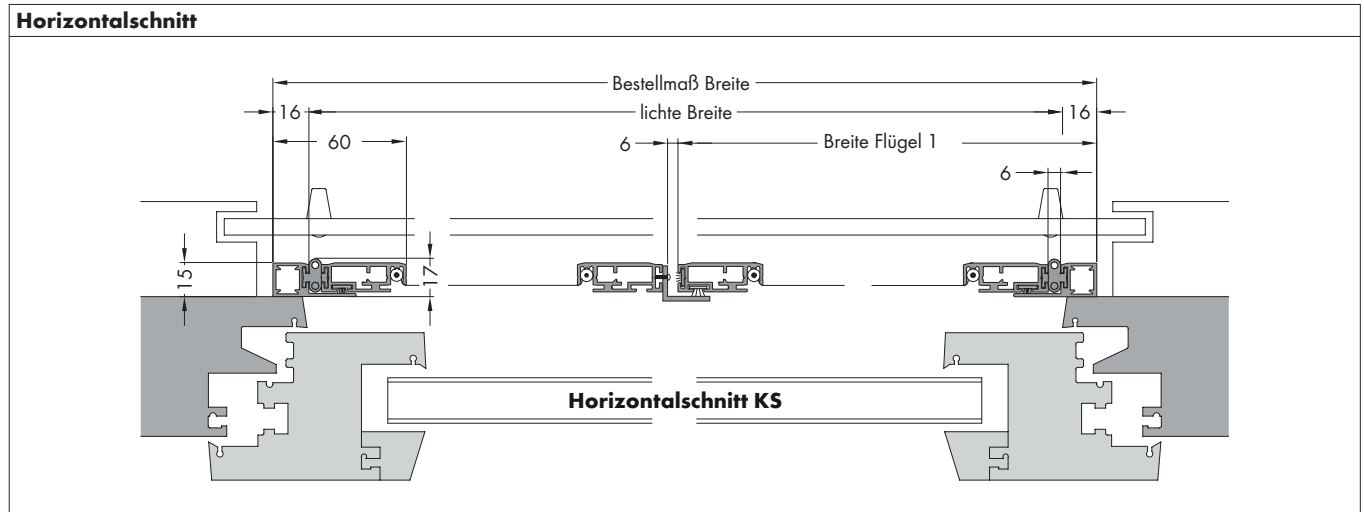 Horizontalschnitt
Bestellmaß Breite
16
lichte Breite
16
60
6
Breite Flügel 1
6
15
17
Horizontalschnitt KS